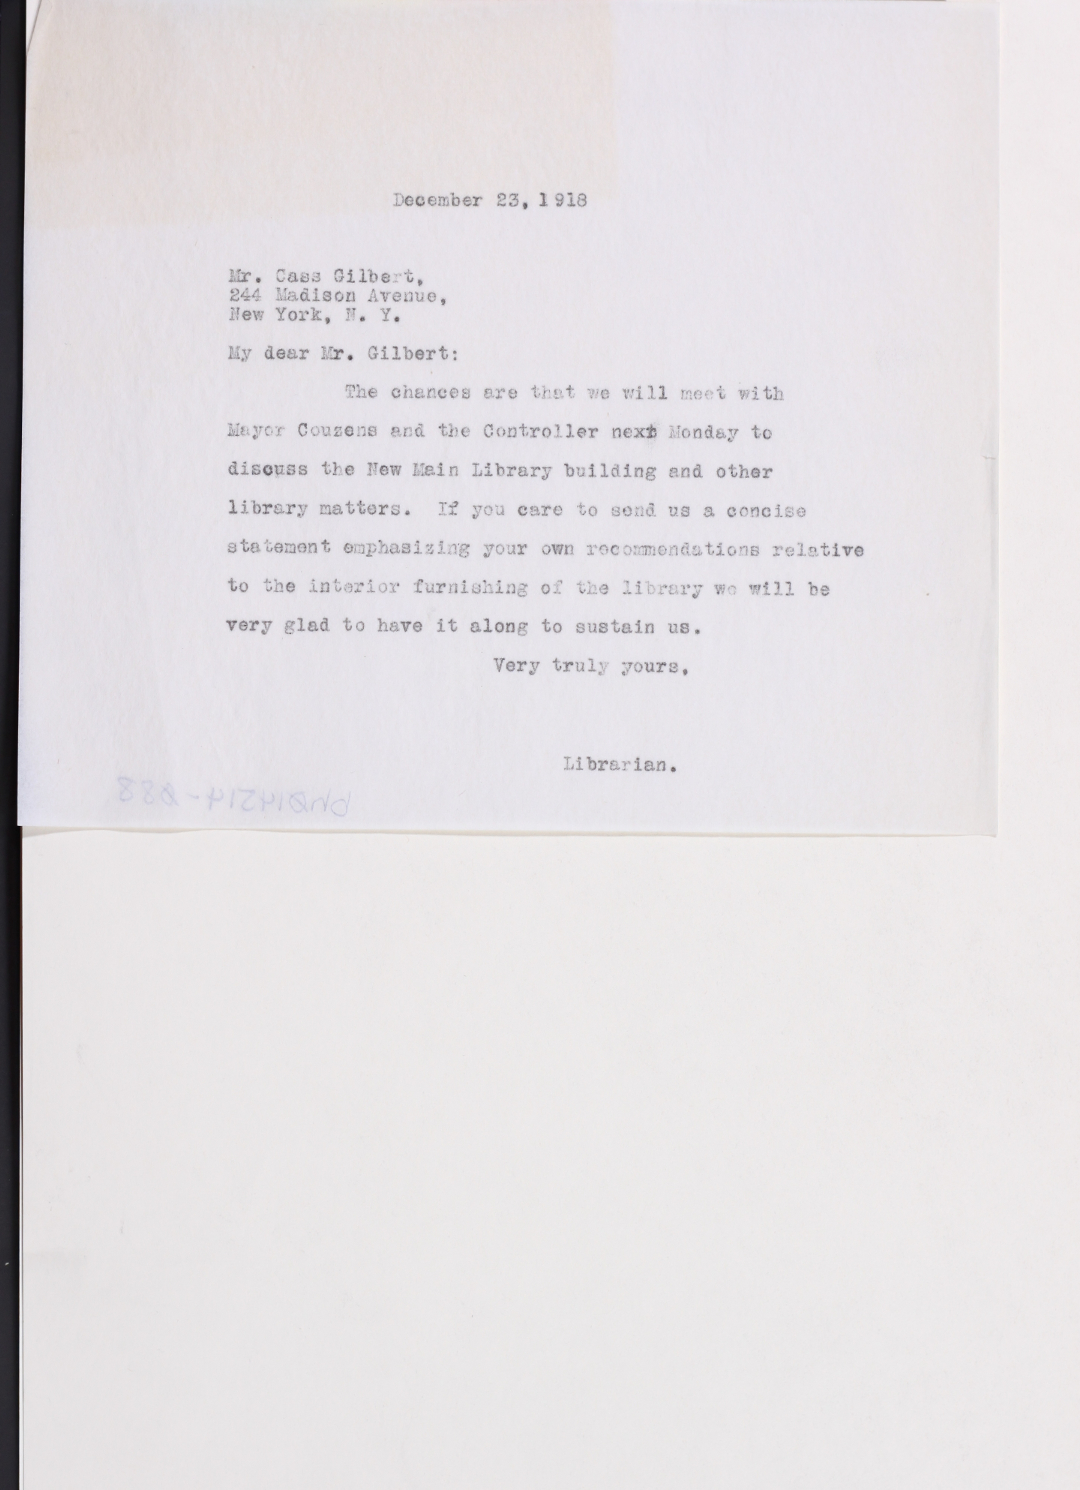 December 23, 1918
Mr. Cass Gilbert,
244 Madison Avenue,
New York, N. Y.
My dear Mr. Gilbert:
The chances are that we will meet with
Mayor Couzens and the Controller next Monday to
discuss the New Main Library building and other
library matters. If you care to send us a concise
statement emphasizing your own recommendations relative
to the interior furnishing of the library we will be
very glad to have it along to sustain us.
Very truly yours,
Librarian.